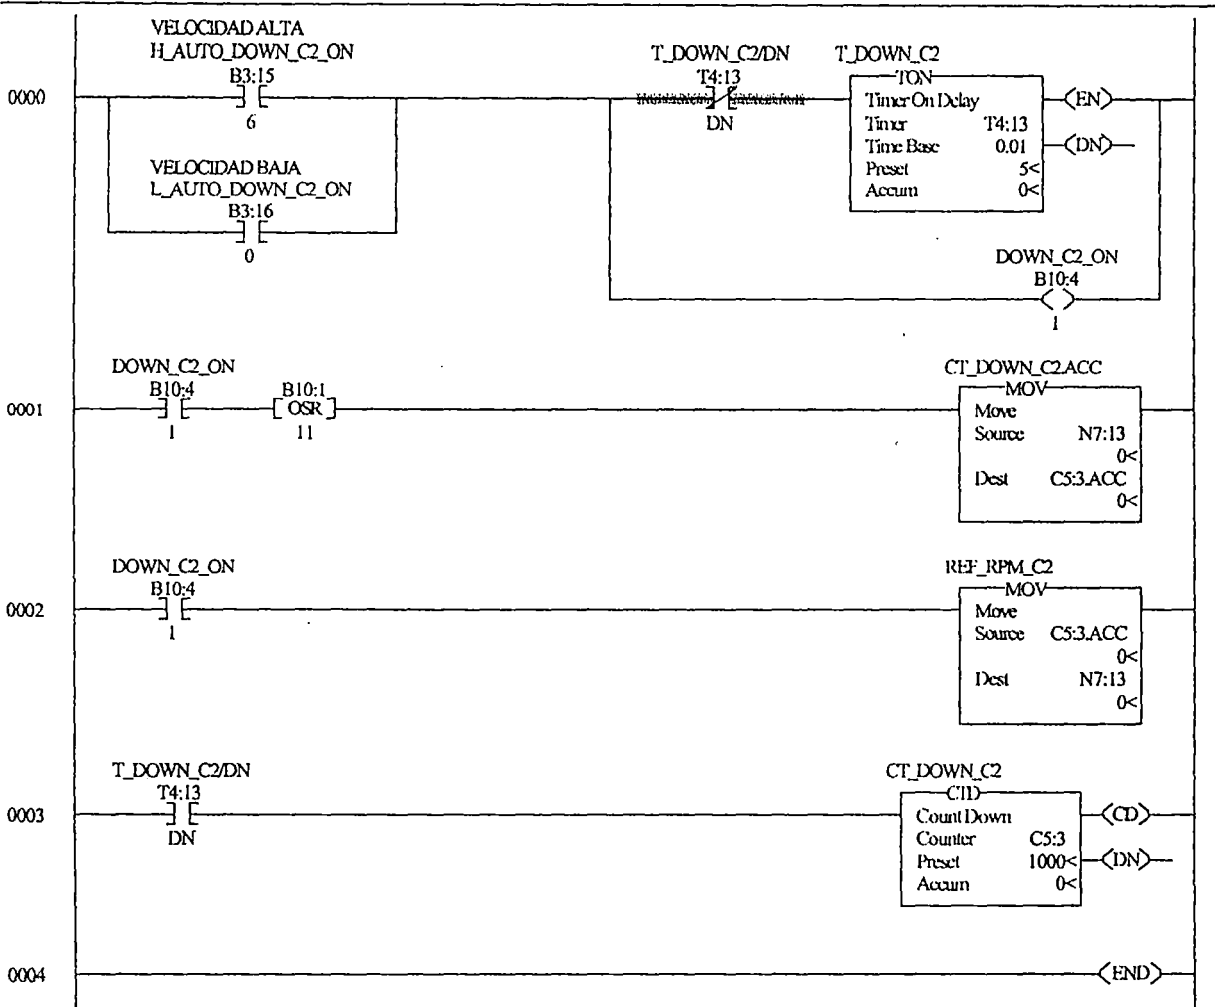 VELOCIDAD ALTA
H_AUTO_DOWN_C2_ON
B3:15
6
T_DOWN_C2/DN
T4:13
DN
T_DOWN_C2
TON
Timer On Delay
Timer T4:13
Time Base 0.01
Preset 5<
Accum 0<
EN
DN
0000
VELOCIDAD BAJA
L_AUTO_DOWN_C2_ON
B3:16
0
DOWN_C2_ON
B10:4
1
0001
DOWN_C2_ON
B10:4
1
B10:1
OSR
11
CT_DOWN_C2.ACC
MOV
Move
Source N7:13
0<
Dest C5:3.ACC
0<
0002
DOWN_C2_ON
B10:4
1
REF_RPM_C2
MOV
Move
Source C5:3.ACC
0<
Dest N7:13
0<
0003
T_DOWN_C2/DN
T4:13
DN
CT_DOWN_C2
CTD
Count Down
Counter C5:3
Preset 1000<
Accum 0<
CD
DN
0004
END